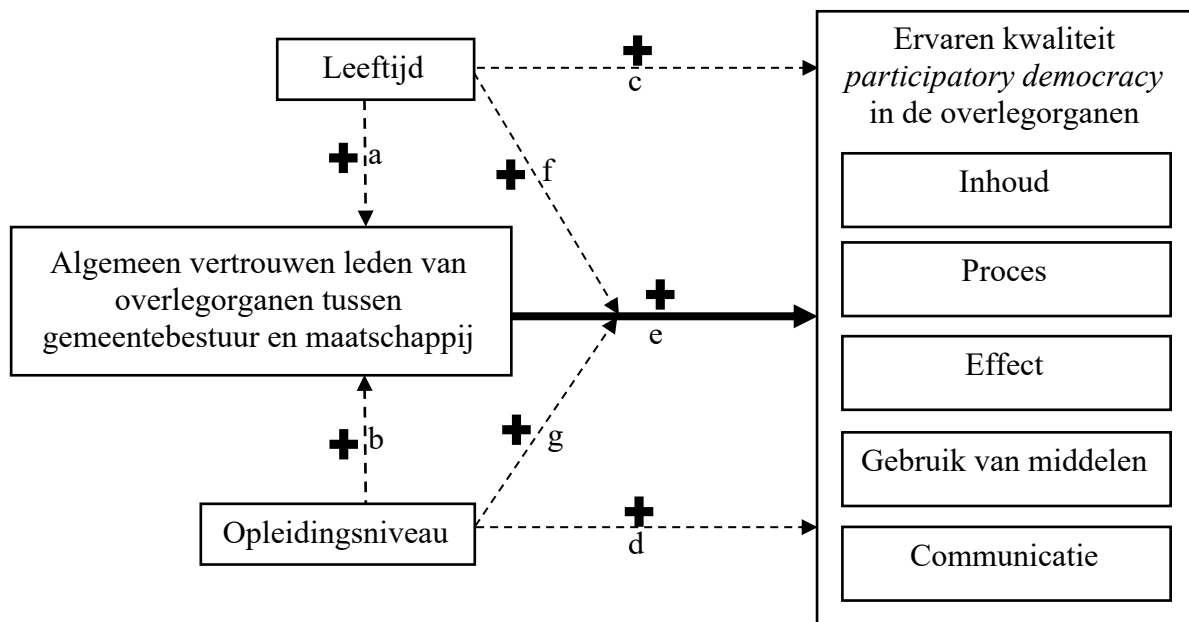 Leeftijd
+
c
Ervaren kwaliteit
participatory democracy
in de overlegorganen
+
a
+
f
Inhoud
Algemeen vertrouwen leden van
overlegorganen tussen
gemeentebestuur en maatschappij
+
e
Proces
Effect
+
b
+
g
Gebruik van middelen
Opleidingsniveau
+
d
Communicatie